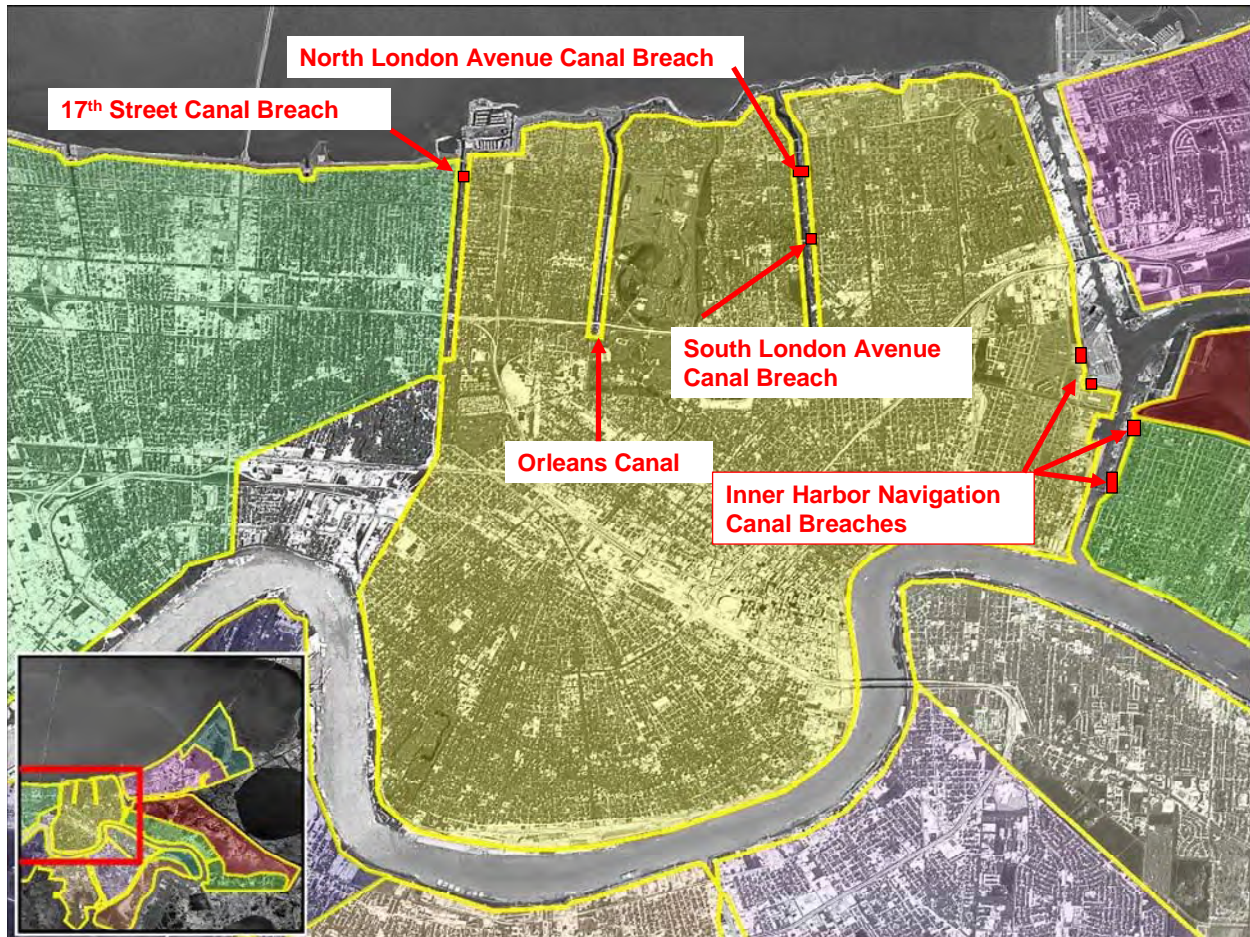 North London Avenue Canal Breach
17th Street Canal Breach
South London Avenue
Canal Breach
Orleans Canal
Inner Harbor Navigation
Canal Breaches